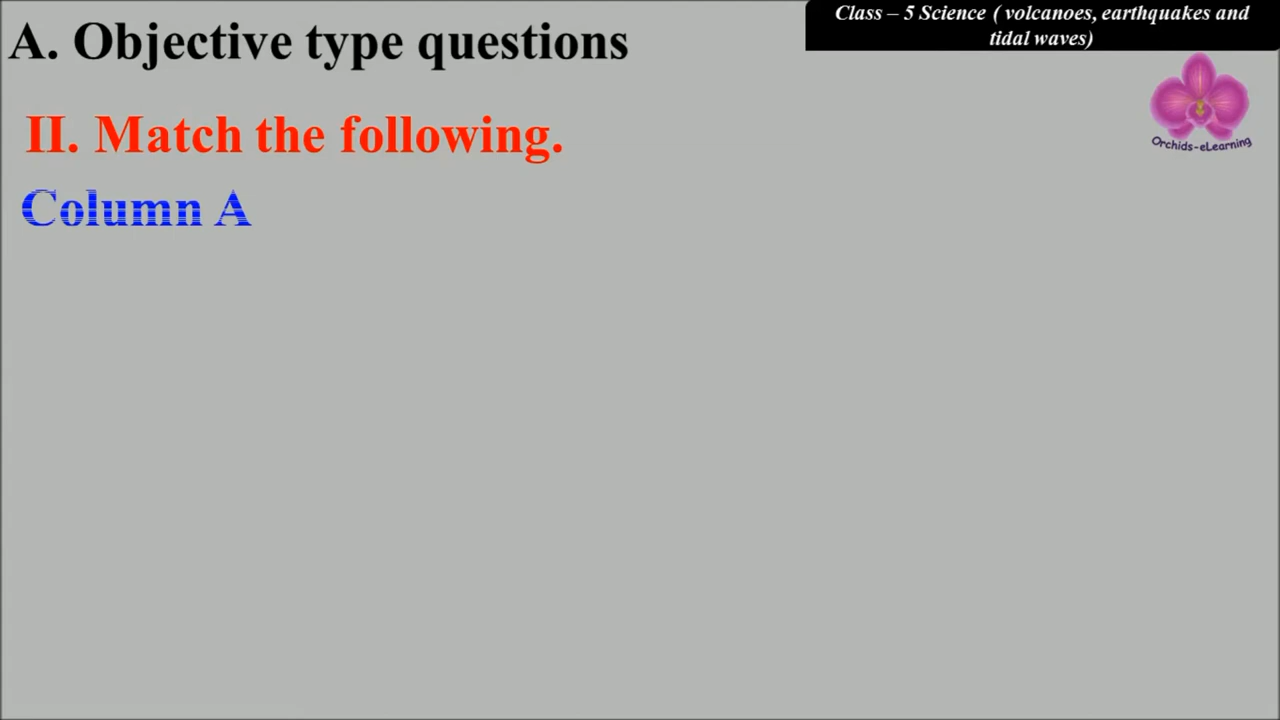 A. Objective type questions
Class – 5 Science ( volcanoes, earthquakes and
tidal waves)
II. Match the following.
Orchids-eLearning
Column A